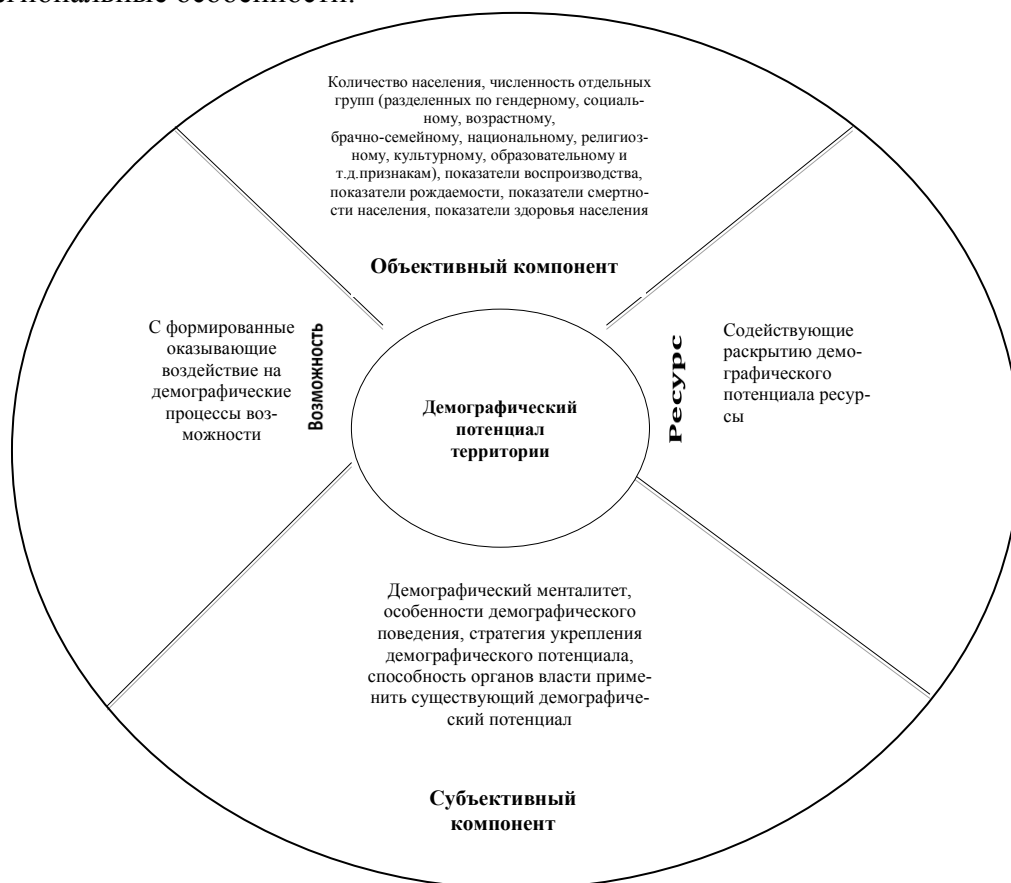 региональные особенности.
Количество населения, численность отдельных
групп (разделенных по гендерному, социаль-
ному, возрастному,
брачно-семейному, национальному, религиоз-
ному, культурному, образовательному и
т.д.признакам), показатели воспроизводства,
показатели рождаемости, показатели смертно-
сти населения, показатели здоровья населения
Объективный компонент
С формированные
оказывающие
воздействие на
демографические
процессы воз-
можности
Возможность
Демографический
потенциал
территории
Ресурс
Содействующие
раскрытию демо-
графического
потенциала ресур-
сы
Демографический менталитет,
особенности демографического
поведения, стратегия укрепления
демографического потенциала,
способность органов власти приме-
нить существующий демографиче-
ский потенциал
Субъективный
компонент